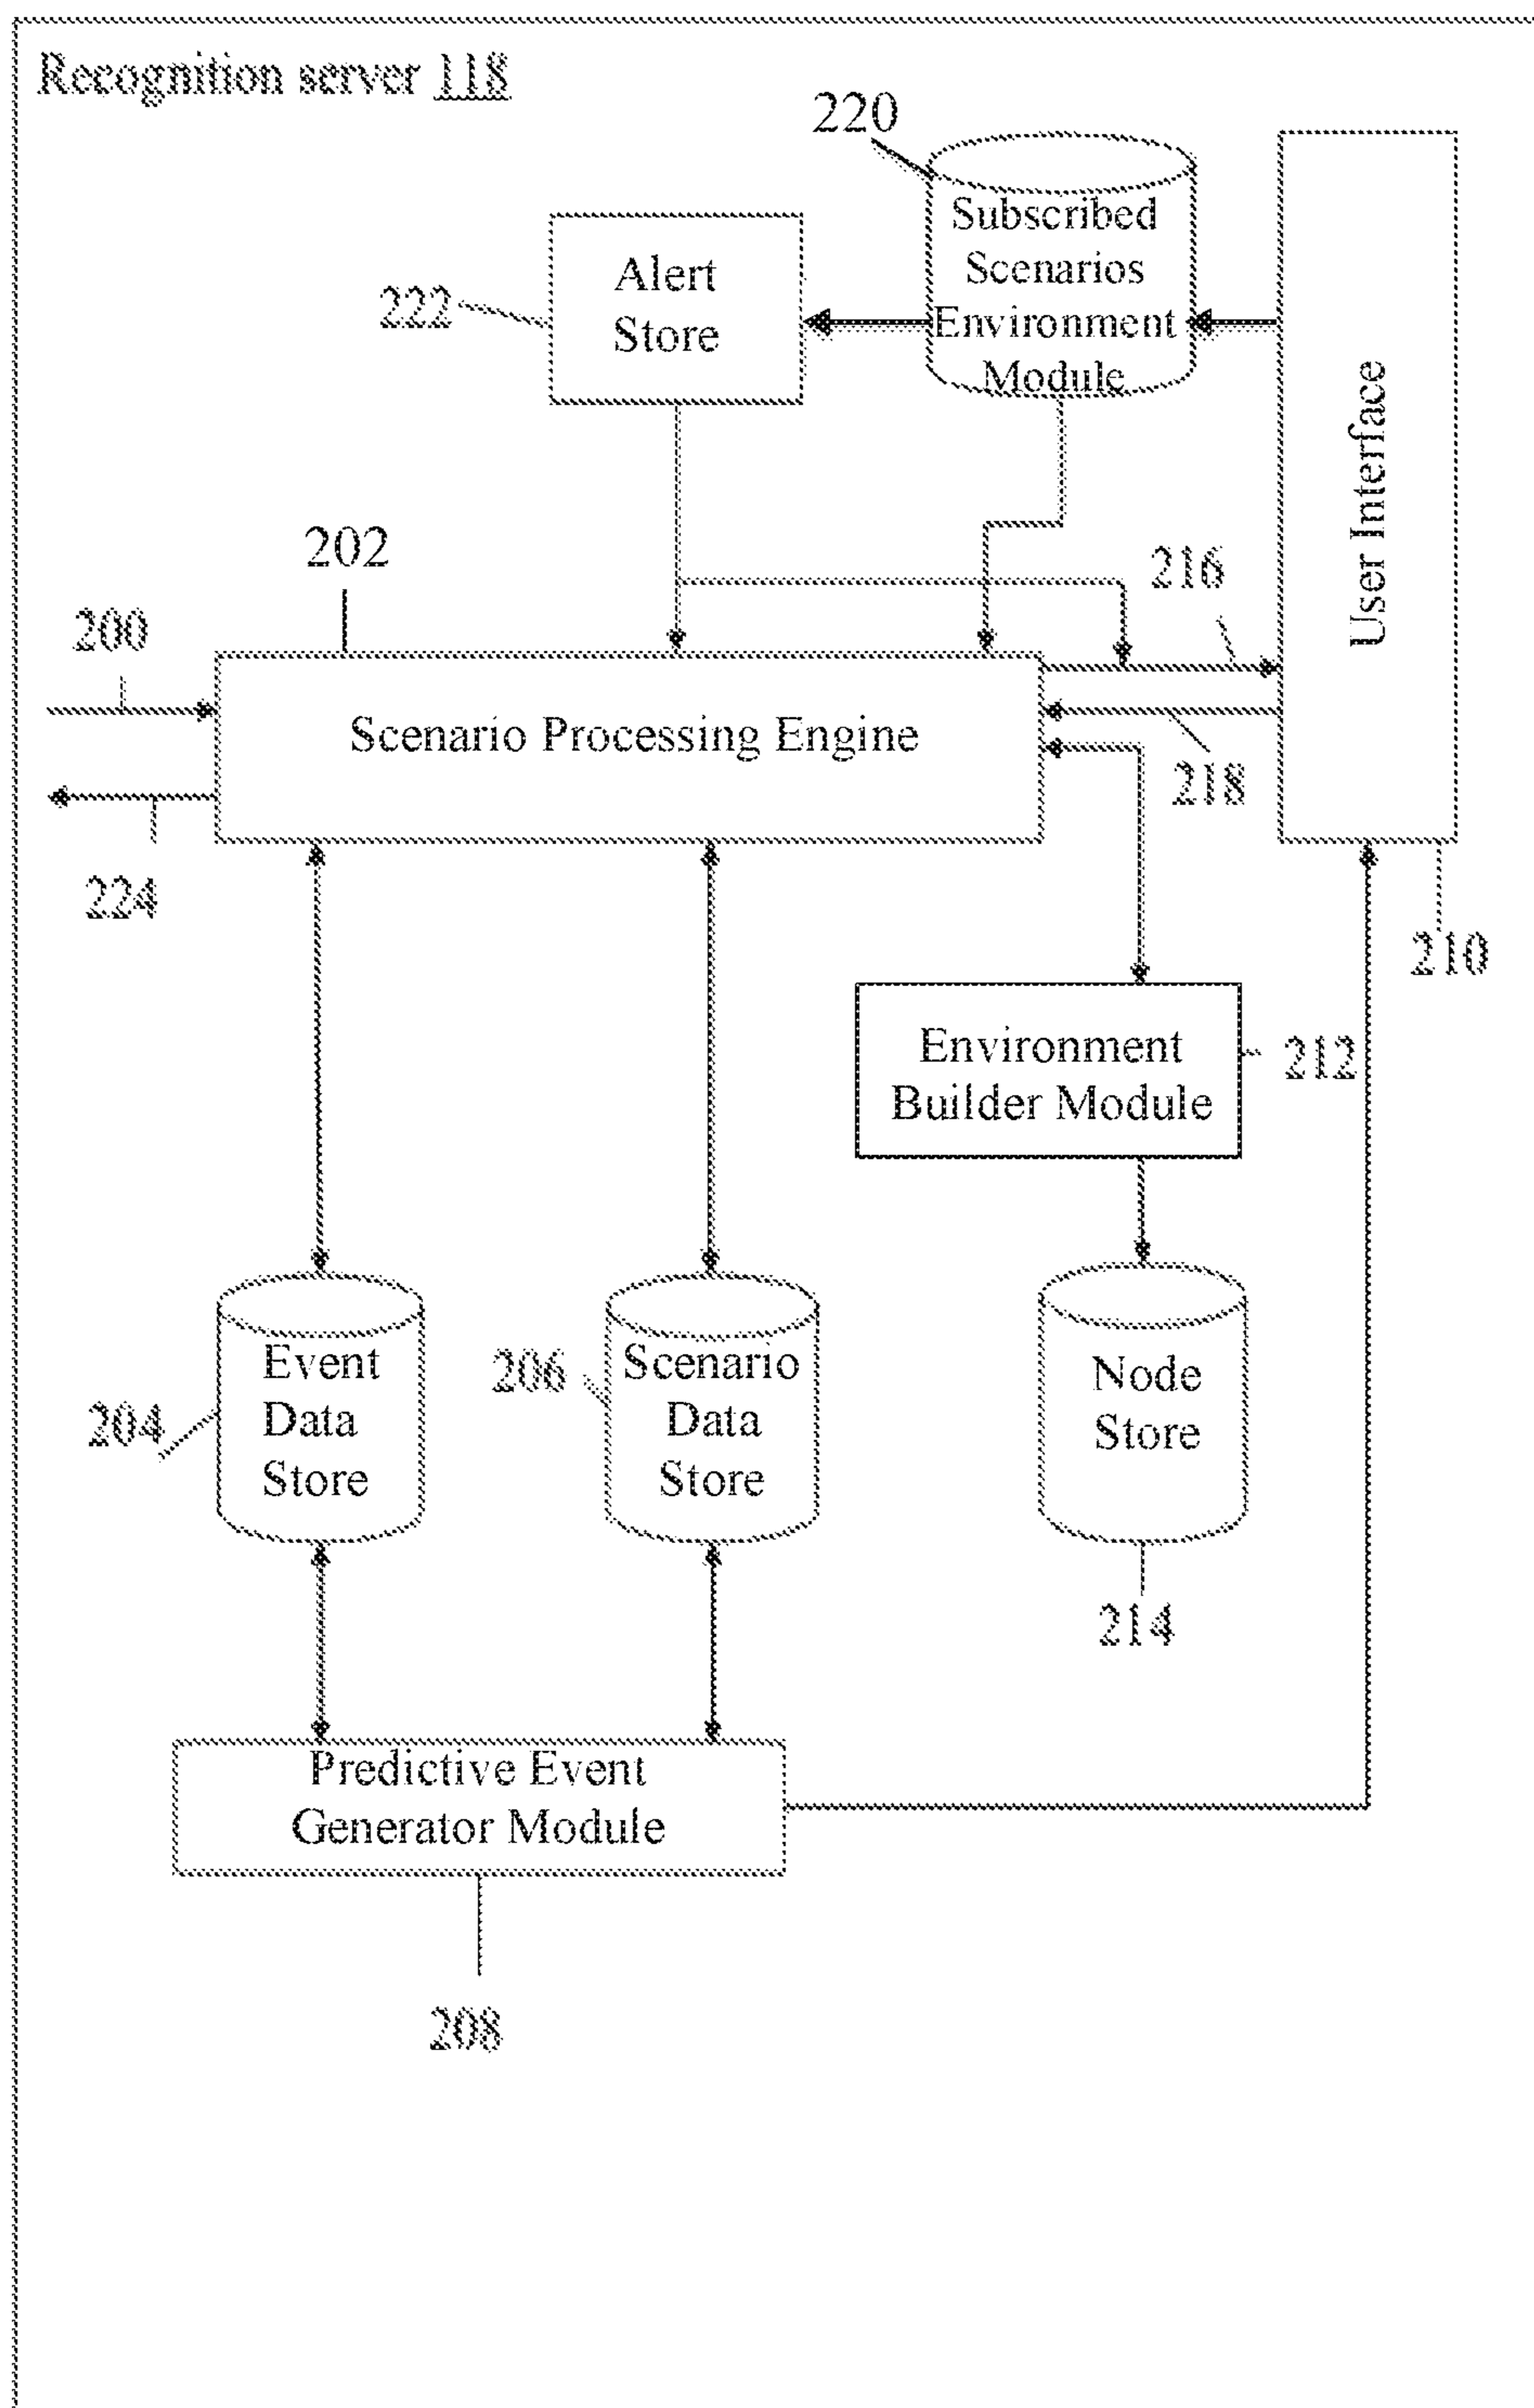 Recognition server 118
220
Subscribed
Scenarios
Environment
Module
Alert
Store
222
User Interface
202
216
200
Scenario Processing Engine
218
224
210
Environment
Builder Module
212
Event
Data
Store
204
206
Scenario
Data
Store
Node
Store
214
Predictive Event
Generator Module
208